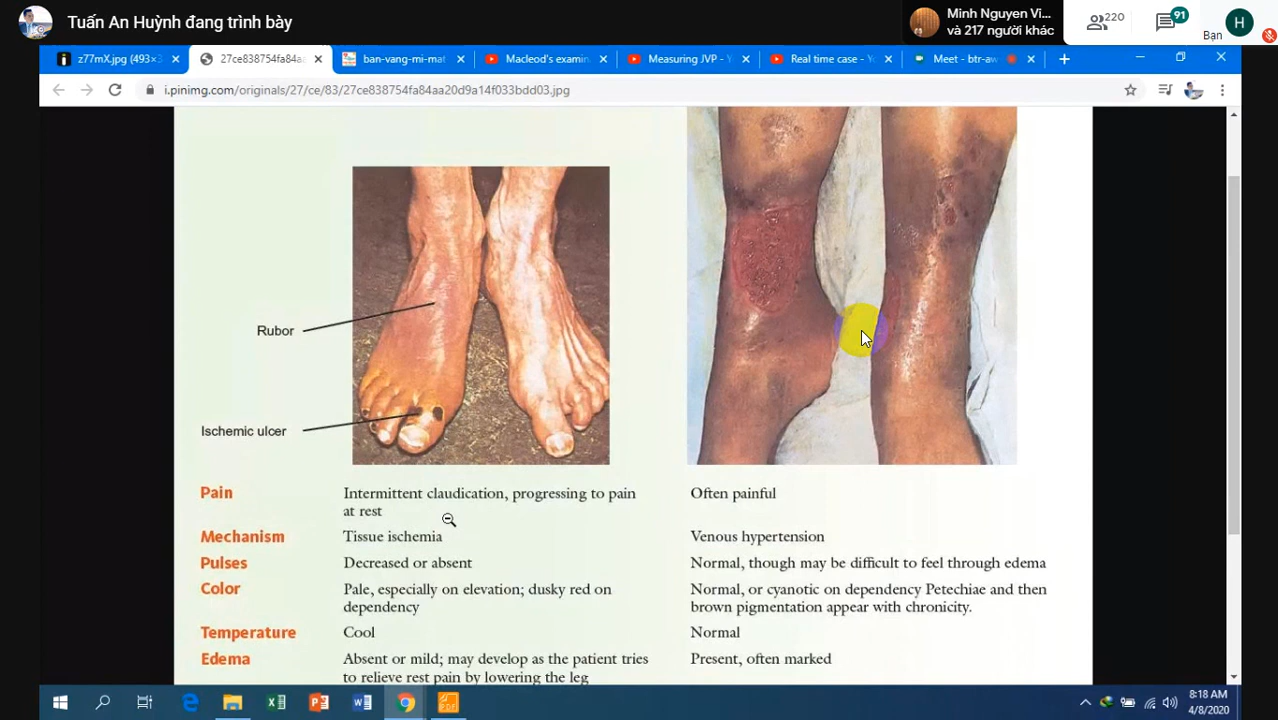 Tuấn An Huỳnh đang trình bày
Minh Nguyen Vi...
và 217 người khác
220
91
Bạn
H
z77mX.jpg (493×3
27ce838754fa84aa
ban-vang-mi-mat
Macleod's examin
Measuring JVP - Y
Real time case - Yo
Meet - btr-aw
i.pinimg.com/originals/27/ce/83/27ce838754fa84aa20d9a14f033bdd03.jpg
Rubor
Ischemic ulcer
Pain Intermittent claudication, progressing to pain Often painful
at rest
Mechanism Tissue ischemia Venous hypertension
Pulses Decreased or absent Normal, though may be difficult to feel through edema
Color Pale, especially on elevation; dusky red on Normal, or cyanotic on dependency Petechiae and then
dependency brown pigmentation appear with chronicity.
Temperature Cool Normal
Edema Absent or mild; may develop as the patient tries Present, often marked
to relieve rest pain by lowering the leg
8:18 AM
4/8/2020